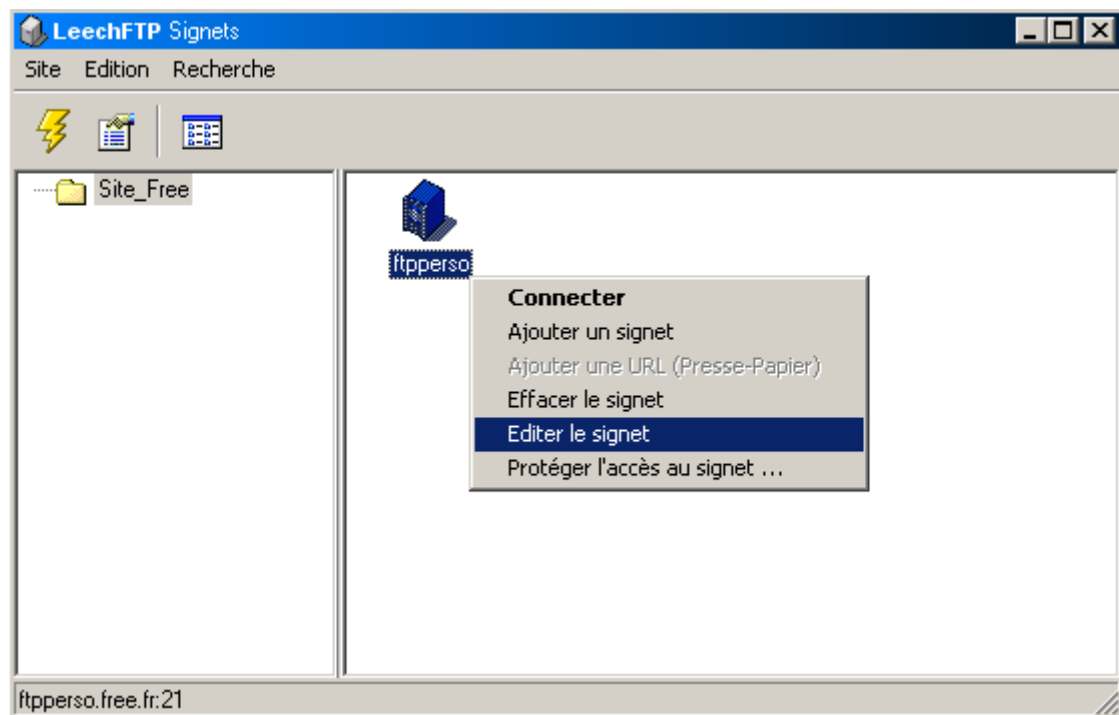 LeechFTP Signets
Site Edition Recherche
Site_Free
ftpperso
Connecter
Ajouter un signet
Ajouter une URL (Presse-Papier)
Effacer le signet
Editer le signet
Protéger l'accès au signet ...
ftpperso.free.fr:21